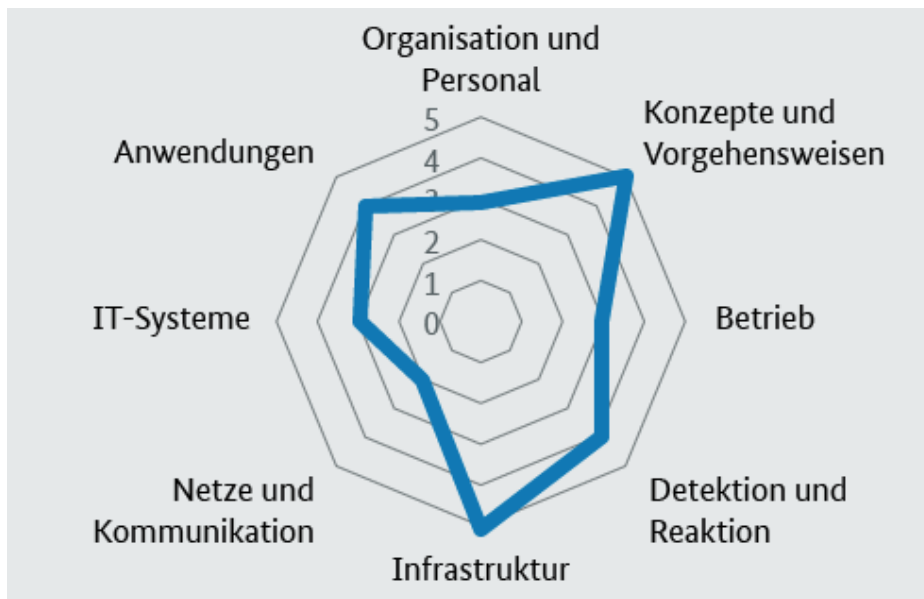 Organisation und
Personal
Konzepte und
Vorgehensweisen
Anwendungen
5
4
3
2
1
0
IT-Systeme
Betrieb
Netze und
Kommunikation
Detektion und
Reaktion
Infrastruktur